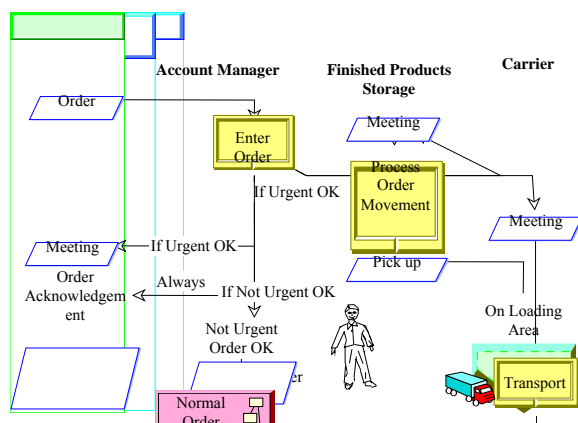 Account Manager
Finished Products
Storage
Carrier
Order
Meeting
Enter
Order
Process
Order
Movement
If Urgent OK
Meeting
Meeting
If Urgent OK
Order
Acknowledgem
ent
Always
If Not Urgent OK
Pick up
On Loading
Area
Not Urgent
Order OK
er
Transport
Normal
Order